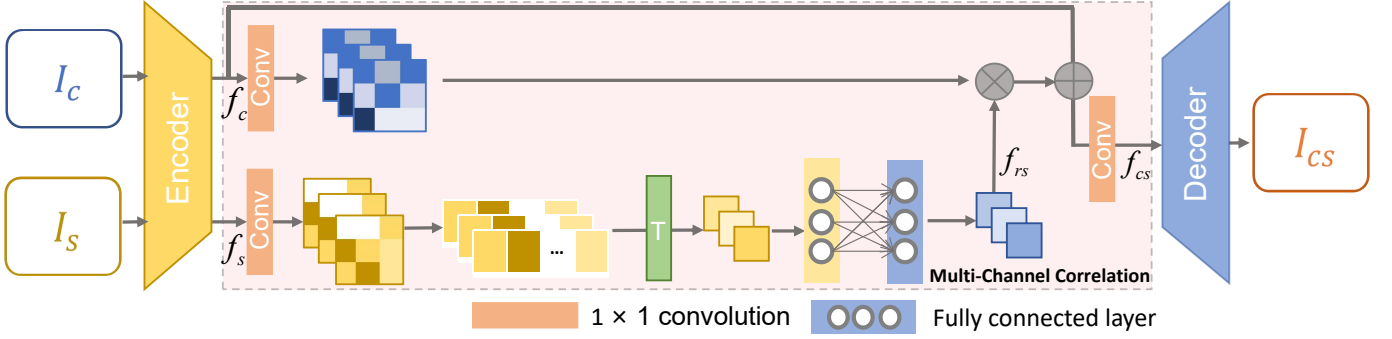 I_c
Encoder
f_c
Conv
f_rs
Conv
f_cs
Decoder
I_cs
I_s
f_s
Conv
...
T
Multi-Channel Correlation
1 × 1 convolution
Fully connected layer